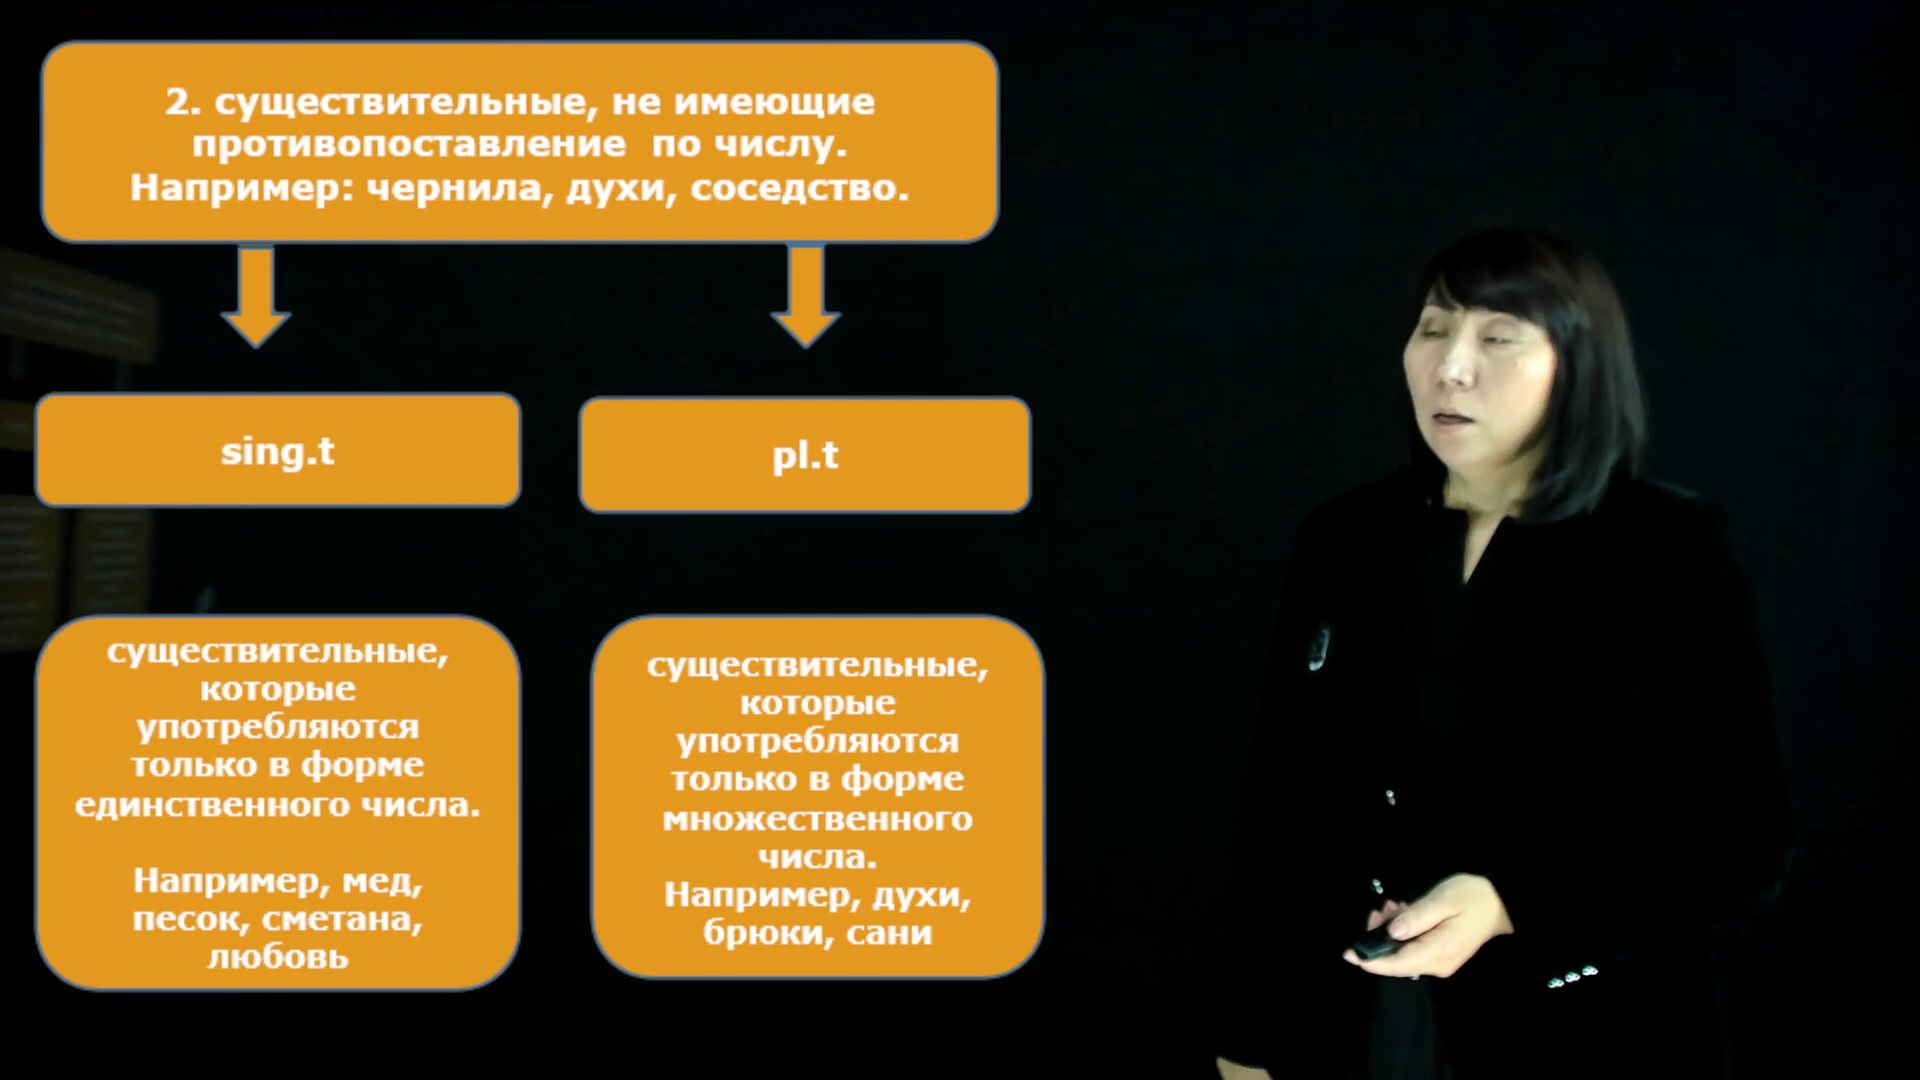 2. существительные, не имеющие
противопоставление по числу.
Например: чернила, духи, соседство.
sing.t
pl.t
существительные,
которые
употребляются
только в форме
единственного числа.
Например, мед,
песок, сметана,
любовь
существительные,
которые
употребляются
только в форме
множественного
числа.
Например, духи,
брюки, сани